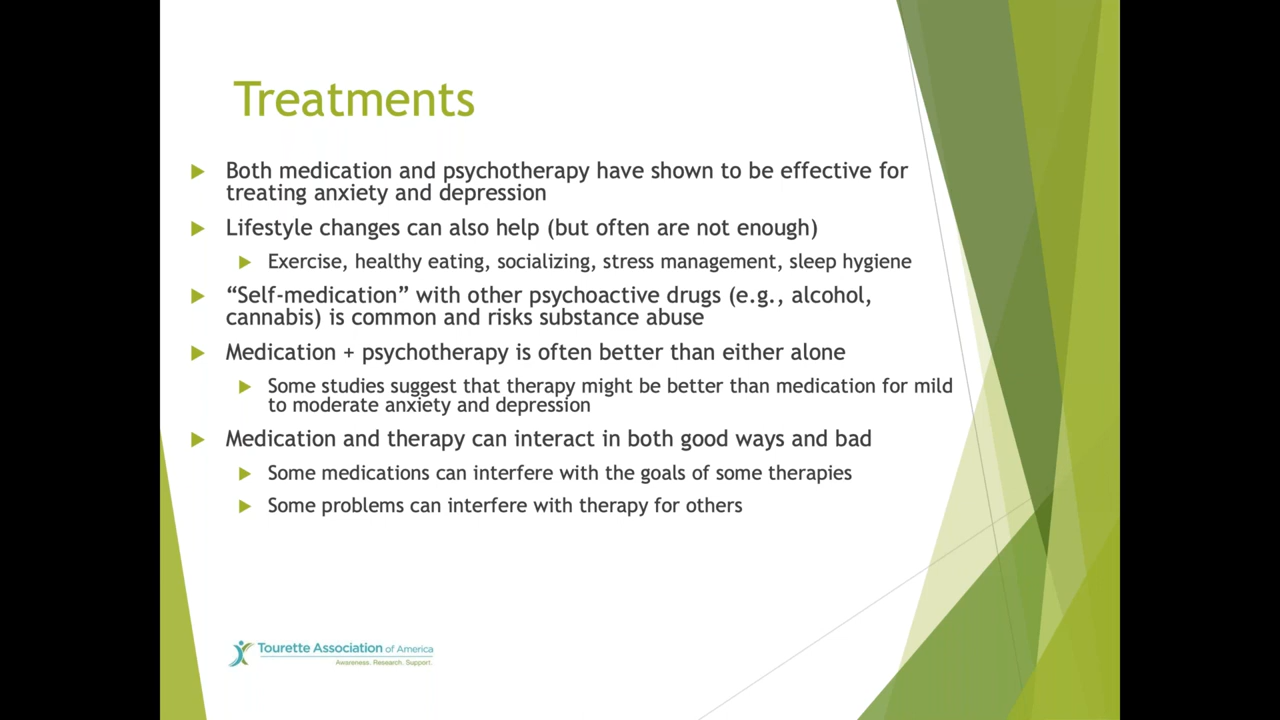 Treatments
Both medication and psychotherapy have shown to be effective for
treating anxiety and depression
Lifestyle changes can also help (but often are not enough)
Exercise, healthy eating, socializing, stress management, sleep hygiene
“Self-medication” with other psychoactive drugs (e.g., alcohol,
cannabis) is common and risks substance abuse
Medication + psychotherapy is often better than either alone
Some studies suggest that therapy might be better than medication for mild
to moderate anxiety and depression
Medication and therapy can interact in both good ways and bad
Some medications can interfere with the goals of some therapies
Some problems can interfere with therapy for others
Tourette Association of America
Awareness. Research. Support.